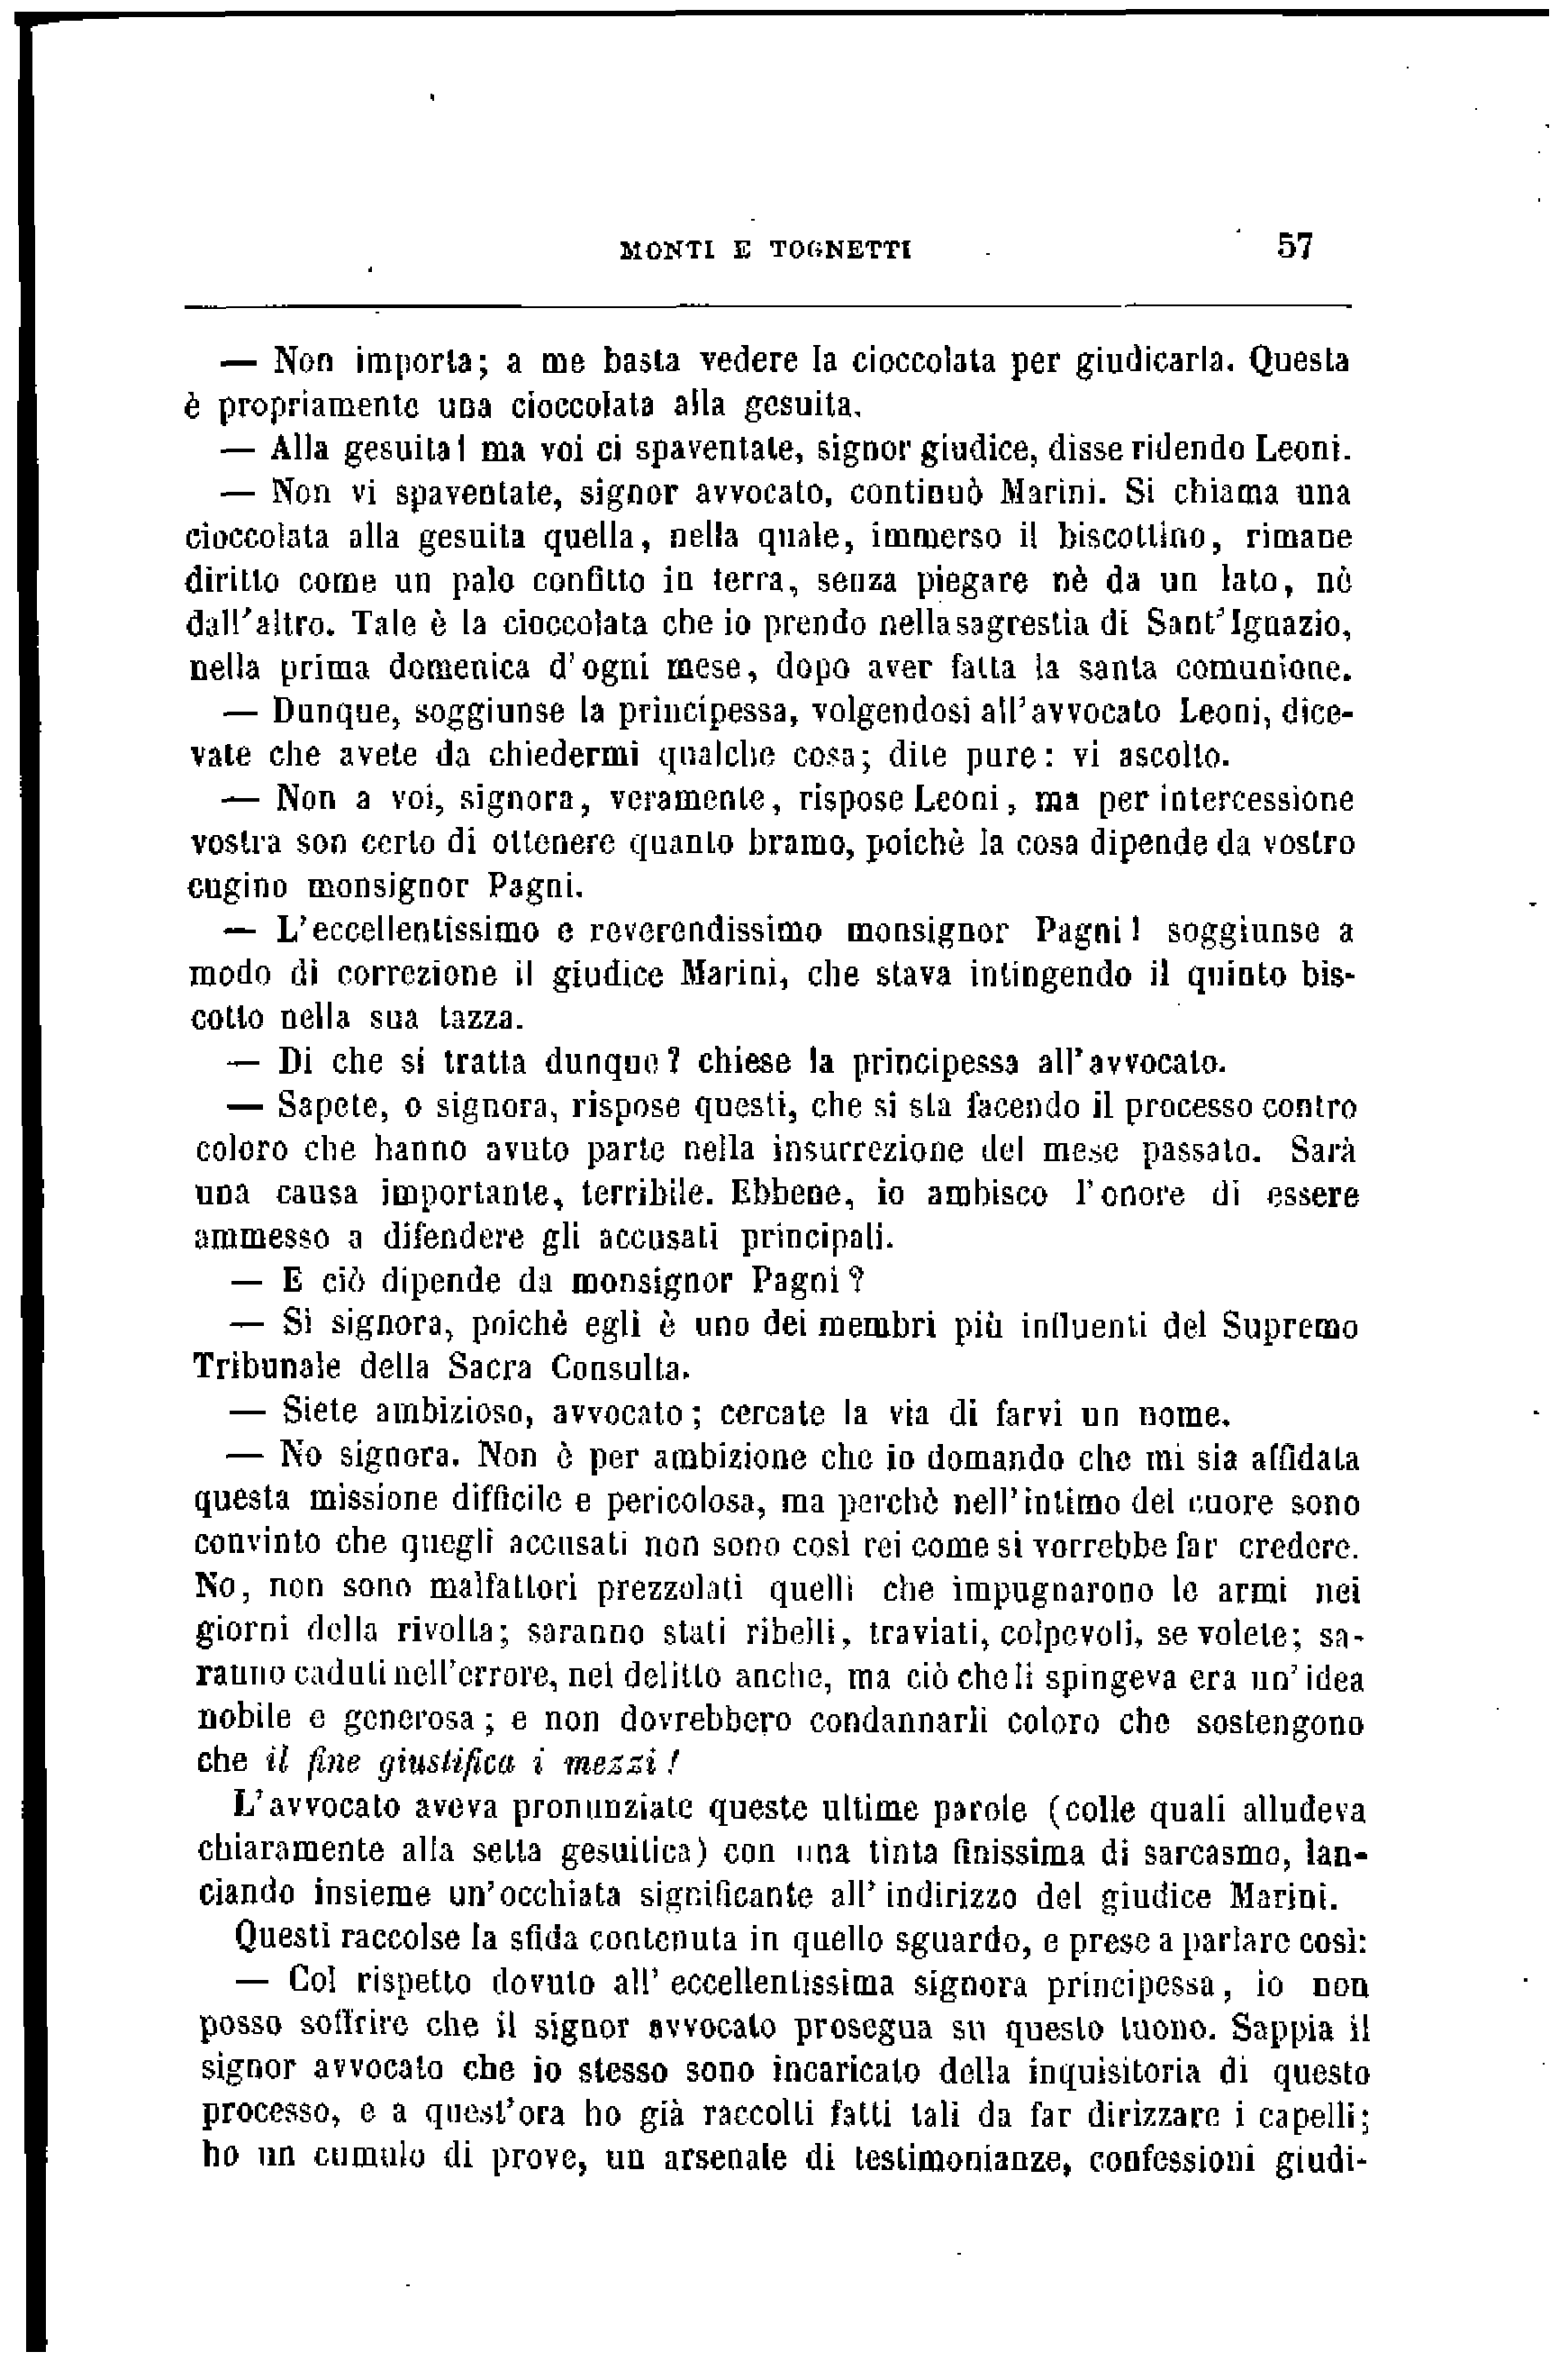 MONTI E TOGNETTI 57
— Non importa; a me basta vedere la cioccolata per giudicarla. Questa
è propriamente una cioccolata alla gesuita.
— Alla gesuita! ma voi ci spaventate, signor giudice, disse ridendo Leoni.
— Non vi spaventate, signor avvocato, continuò Marini. Si chiama una
cioccolata alla gesuita quella, nella quale, immerso il biscottino, rimane
diritto come un palo confitto in terra, senza piegare nè da un lato, nè
dall'altro. Tale è la cioccolata che io prendo nella sagrestia di Sant'Ignazio,
nella prima domenica d'ogni mese, dopo aver fatta la santa comunione.
— Dunque, soggiunse la principessa, volgendosi all'avvocato Leoni, dice-
vate che avete da chiedermi qualche cosa; dite pure: vi ascolto.
— Non a voi, signora, veramente, rispose Leoni, ma per intercessione
vostra son certo di ottenere quanto bramo, poichè la cosa dipende da vostro
cugino monsignor Pagni.
— L'eccellentissimo e reverendissimo monsignor Pagni! soggiunse a
modo di correzione il giudice Marini, che stava intingendo il quinto bis-
cotto nella sua tazza.
— Di che si tratta dunque? chiese la principessa all'avvocato.
— Sapete, o signora, rispose questi, che si sta facendo il processo contro
coloro che hanno avuto parte nella insurrezione del mese passato. Sarà
una causa importante, terribile. Ebbene, io ambisco l'onore di essere
ammesso a difendere gli accusati principali.
— E ciò dipende da monsignor Pagni?
— Sì signora, poichè egli è uno dei membri più influenti del Supremo
Tribunale della Sacra Consulta.
— Siete ambizioso, avvocato; cercate la via di farvi un nome.
— No signora. Non è per ambizione che io domando che mi sia affidata
questa missione difficile e pericolosa, ma perchè nell'intimo del cuore sono
convinto che quegli accusati non sono così rei come si vorrebbe far credere.
No, non sono malfattori prezzolati quelli che impugnarono le armi nei
giorni della rivolta; saranno stati ribelli, traviati, colpevoli, se volete; sa-
ranno caduti nell'errore, nel delitto anche, ma ciò che li spingeva era un'idea
nobile e generosa; e non dovrebbero condannarli coloro che sostengono
che il fine giustifica i mezzi!
L'avvocato aveva pronunziate queste ultime parole (colle quali alludeva
chiaramente alla setta gesuitica) con una tinta finissima di sarcasmo, lan-
ciando insieme un'occhiata significante all'indirizzo del giudice Marini.
Questi raccolse la sfida contenuta in quello sguardo, e prese a parlare così:
— Col rispetto dovuto all'eccellentissima signora principessa, io non
posso soffrire che il signor avvocato prosegua su questo tuono. Sappia il
signor avvocato che io stesso sono incaricato della inquisitoria di questo
processo, e a quest'ora ho già raccolti fatti tali da far dirizzare i capelli;
ho un cumulo di prove, un arsenale di testimonianze, confessioni giudi-